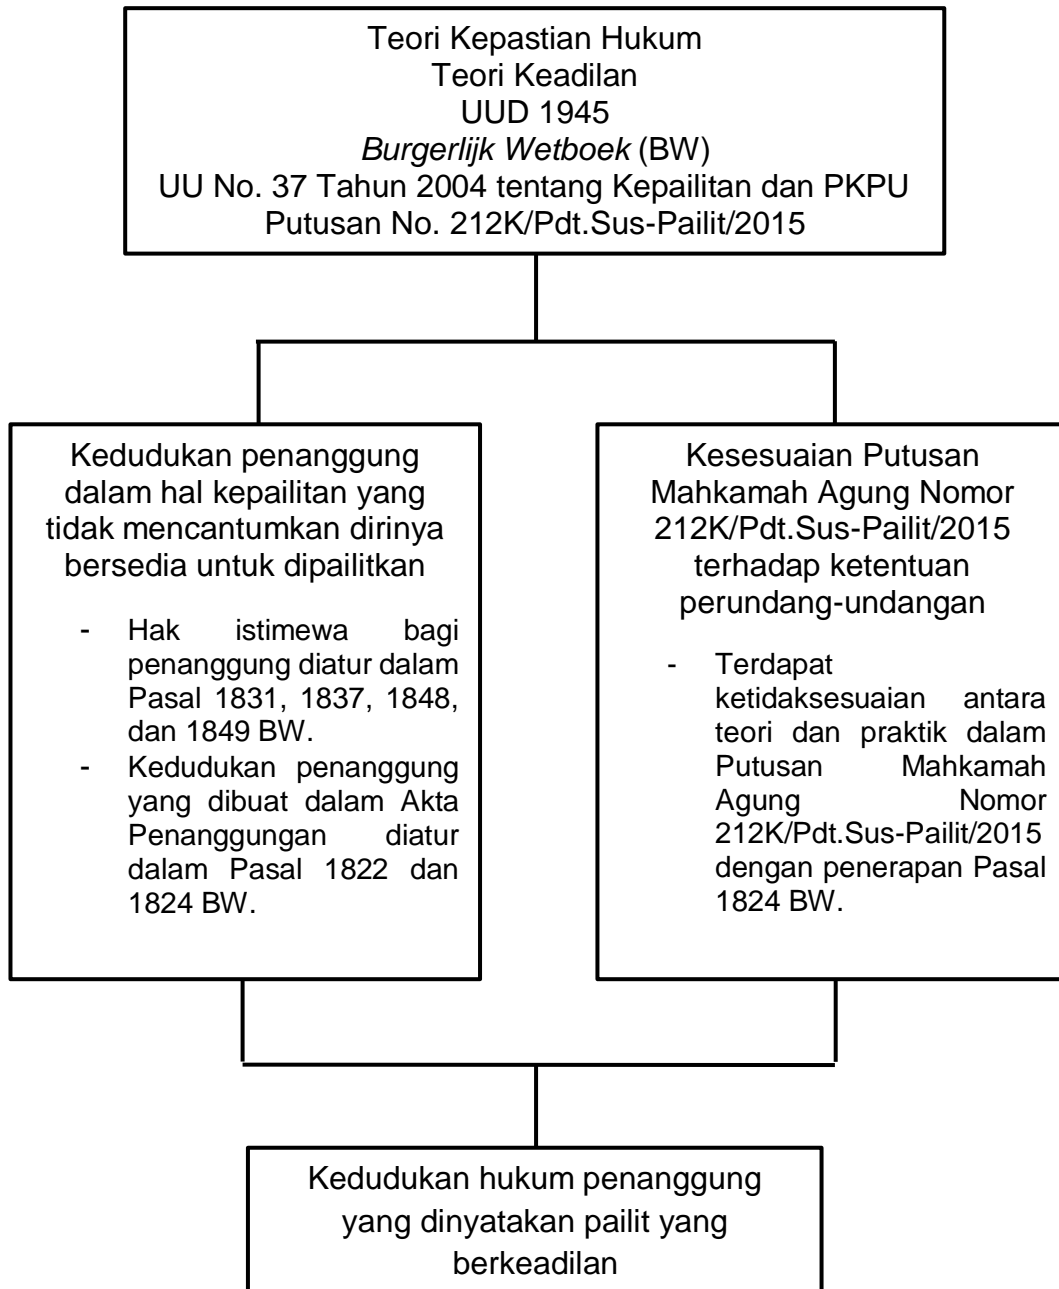 Teori Kepastian Hukum
Teori Keadilan
UUD 1945
Burgerlijk Wetboek (BW)
UU No. 37 Tahun 2004 tentang Kepailitan dan PKPU
Putusan No. 212K/Pdt.Sus-Pailit/2015
Kedudukan penanggung
dalam hal kepailitan yang
tidak mencantumkan dirinya
bersedia untuk dipailitkan
- Hak istimewa bagi
penanggung diatur dalam
Pasal 1831, 1837, 1848,
dan 1849 BW.
- Kedudukan penanggung
yang dibuat dalam Akta
Penanggungan diatur
dalam Pasal 1822 dan
1824 BW.
Kesesuaian Putusan
Mahkamah Agung Nomor
212K/Pdt.Sus-Pailit/2015
terhadap ketentuan
perundang-undangan
- Terdapat
ketidaksesuaian antara
teori dan praktik dalam
Putusan Mahkamah
Agung Nomor
212K/Pdt.Sus-Pailit/2015
dengan penerapan Pasal
1824 BW.
Kedudukan hukum penanggung
yang dinyatakan pailit yang
berkeadilan